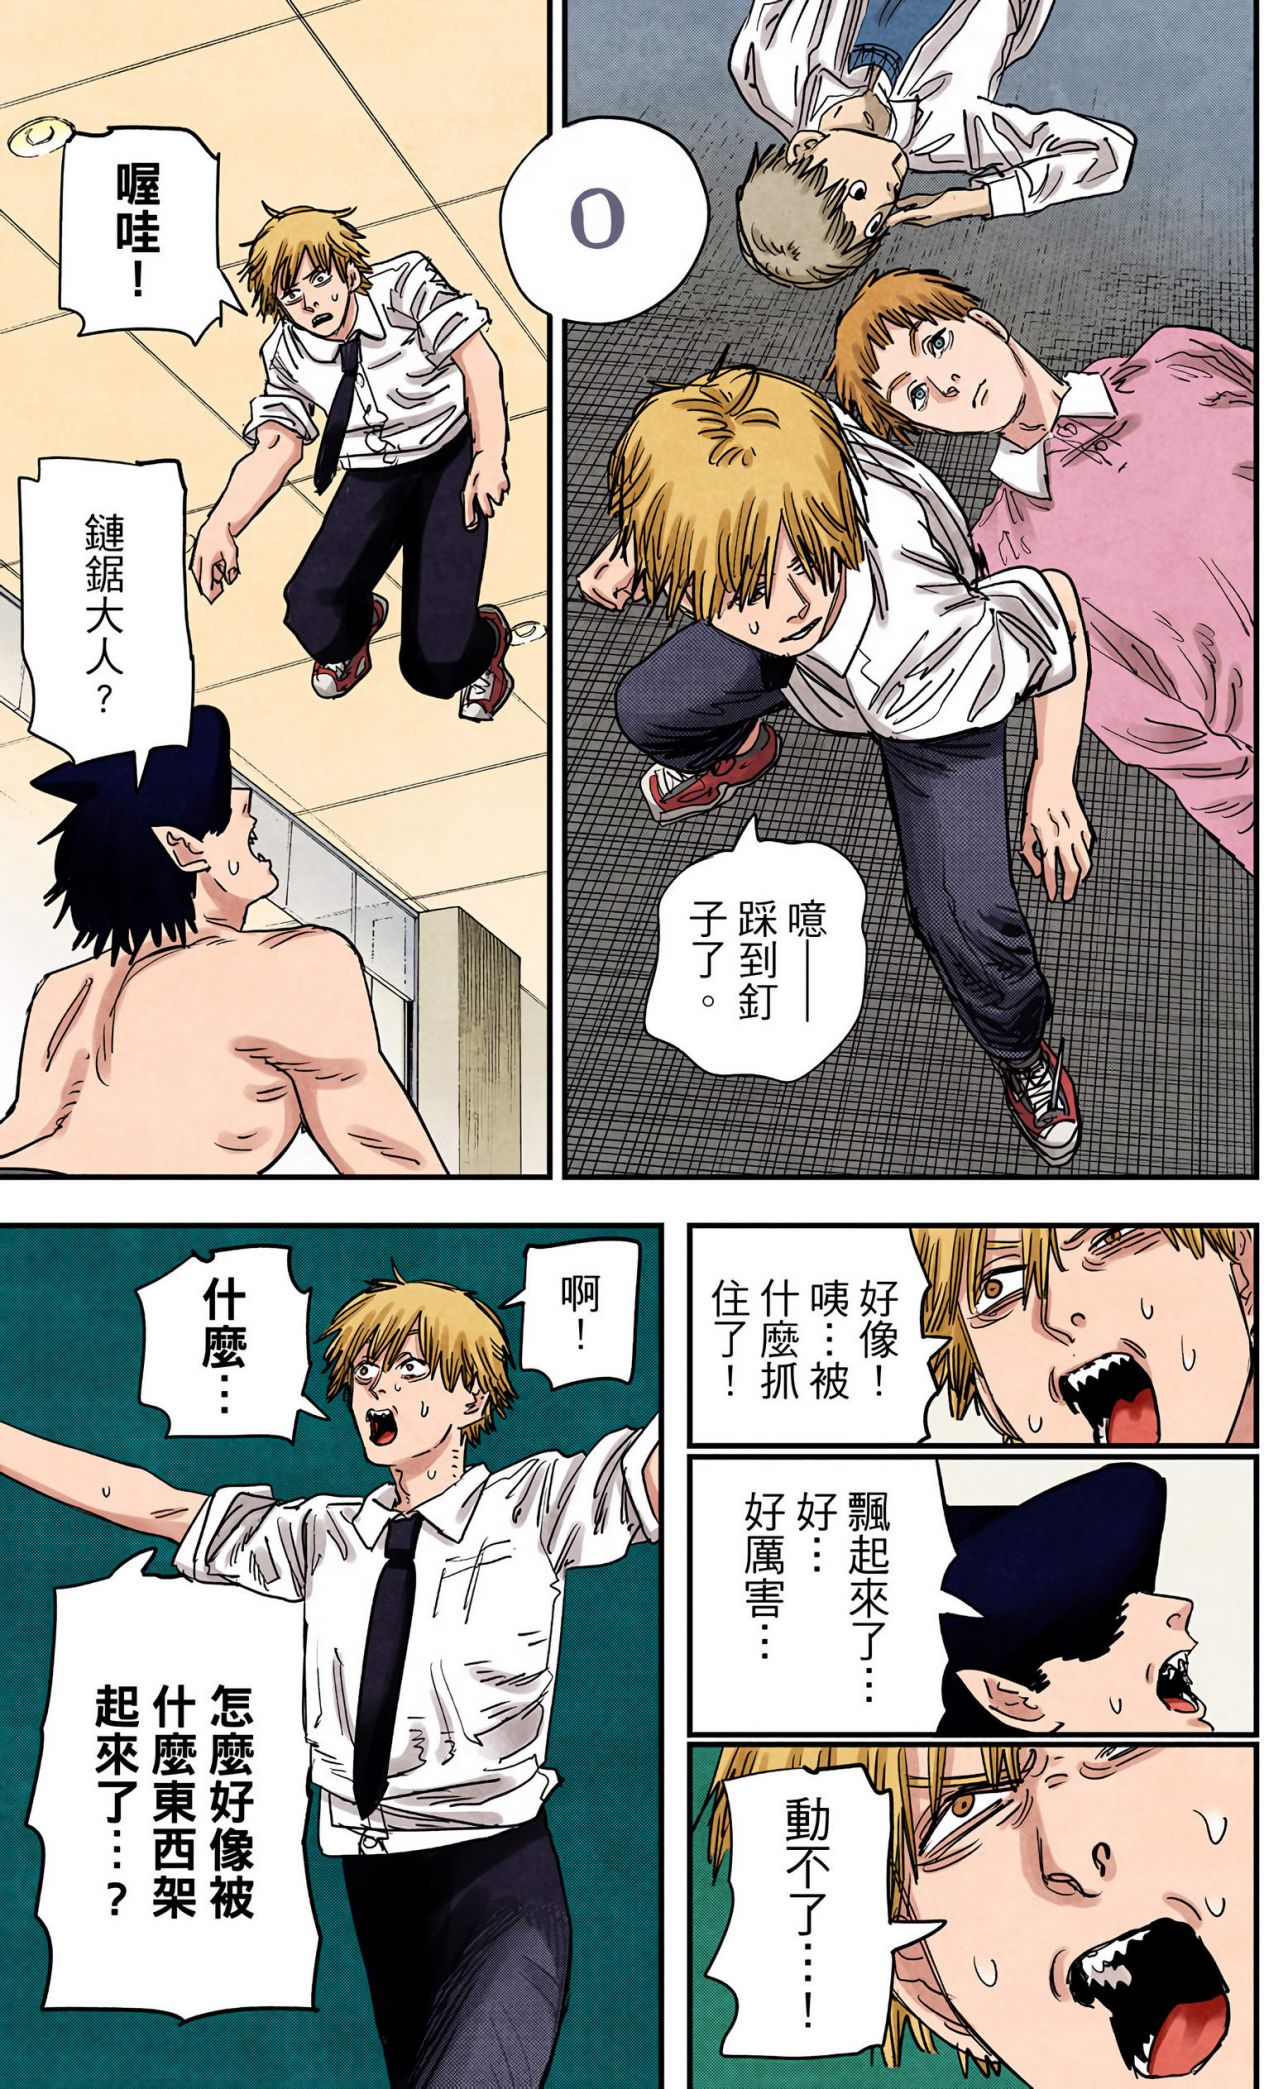 0
噫——
踩到釘
子了。
喔
哇！
鏈鋸大人？
好像！
咦…被
什麼抓
住了！
飄起來了…
好…
好厲害…
動不了…！
啊！
什
麼…
怎麼好像被
什麼東西架
起來了…？